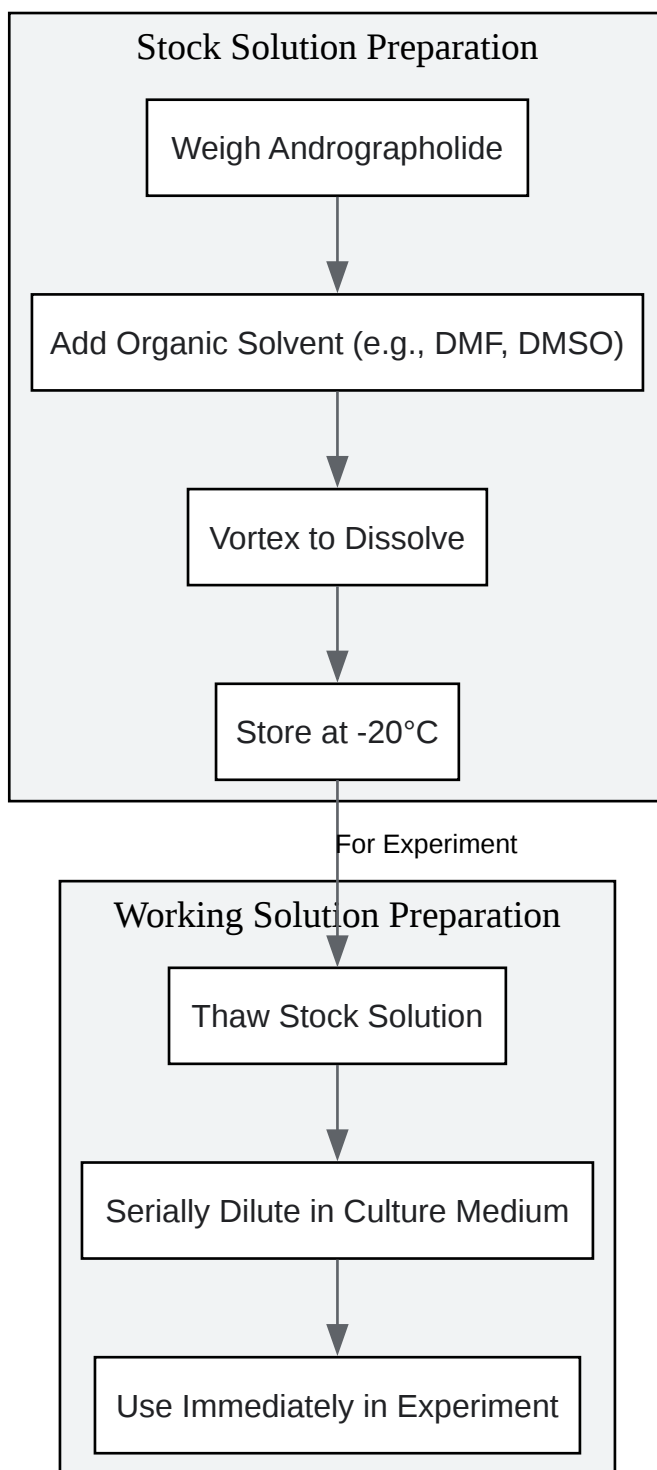 Stock Solution Preparation
Weigh Andrographolide
Add Organic Solvent (e.g., DMF, DMSO)
Vortex to Dissolve
Store at -20°C
For Experiment
Working Solution Preparation
Thaw Stock Solution
Serially Dilute in Culture Medium
Use Immediately in Experiment